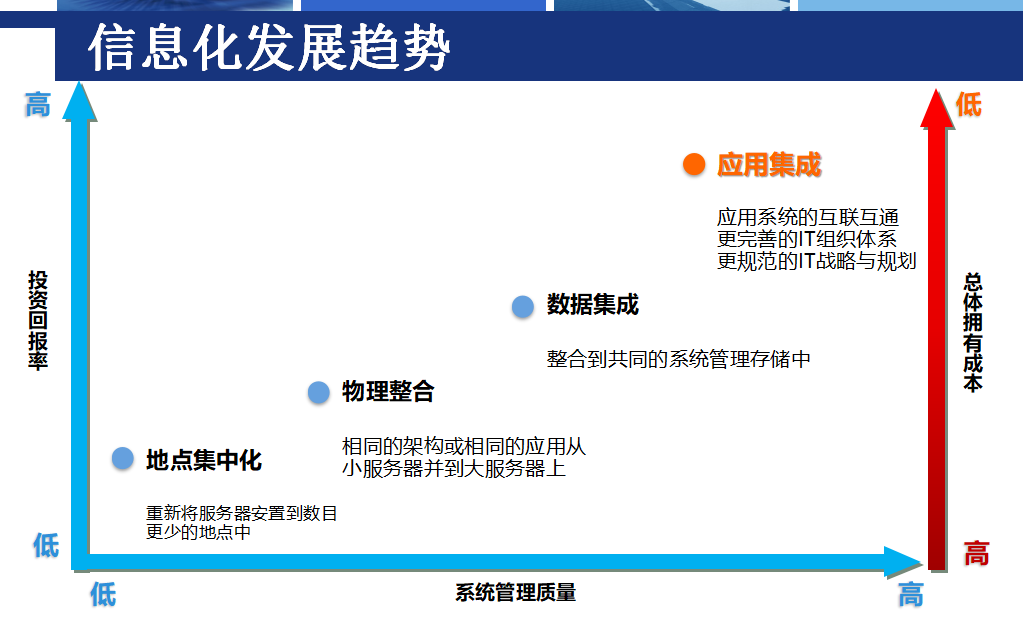 信息化发展趋势
高
低
应用集成
应用系统的互联互通
更完善的IT组织体系
更规范的IT战略与规划
投资回报率
总体拥有成本
数据集成
整合到共同的系统管理存储中
物理整合
相同的架构或相同的应用从
小服务器并到大服务器上
地点集中化
重新将服务器安置到数目
更少的地点中
低
高
低
系统管理质量
高